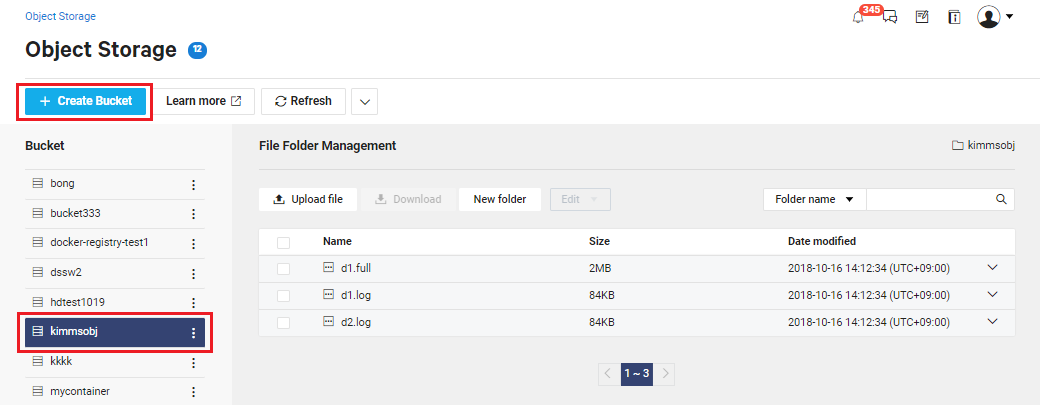 Object Storage
345
Object Storage 12
Create Bucket Learn more Refresh
Bucket
File Folder Management kimmsobj
bong
bucket333
docker-registry-test1
dssw2
hdtest1019
kimmsobj
kkkk
mycontainer
Upload file Download New folder Edit Folder name
Name Size Date modified
d1.full 2MB 2018-10-16 14:12:34 (UTC+09:00)
d1.log 84KB 2018-10-16 14:12:34 (UTC+09:00)
d2.log 84KB 2018-10-16 14:12:34 (UTC+09:00)
1 ~ 3